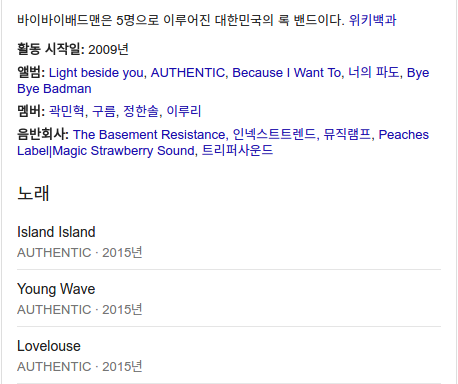 바이바이배드맨은 5명으로 이루어진 대한민국의 록 밴드이다. 위키백과
활동 시작일: 2009년
앨범: Light beside you, AUTHENTIC, Because I Want To, 너의 파도, Bye
Bye Badman
멤버: 곽민혁, 구름, 정한솔, 이루리
음반회사: The Basement Resistance, 인넥스트트렌드, 뮤직램프, Peaches
Label|Magic Strawberry Sound, 트리퍼사운드
노래
Island Island
AUTHENTIC · 2015년
Young Wave
AUTHENTIC · 2015년
Lovelouse
AUTHENTIC · 2015년